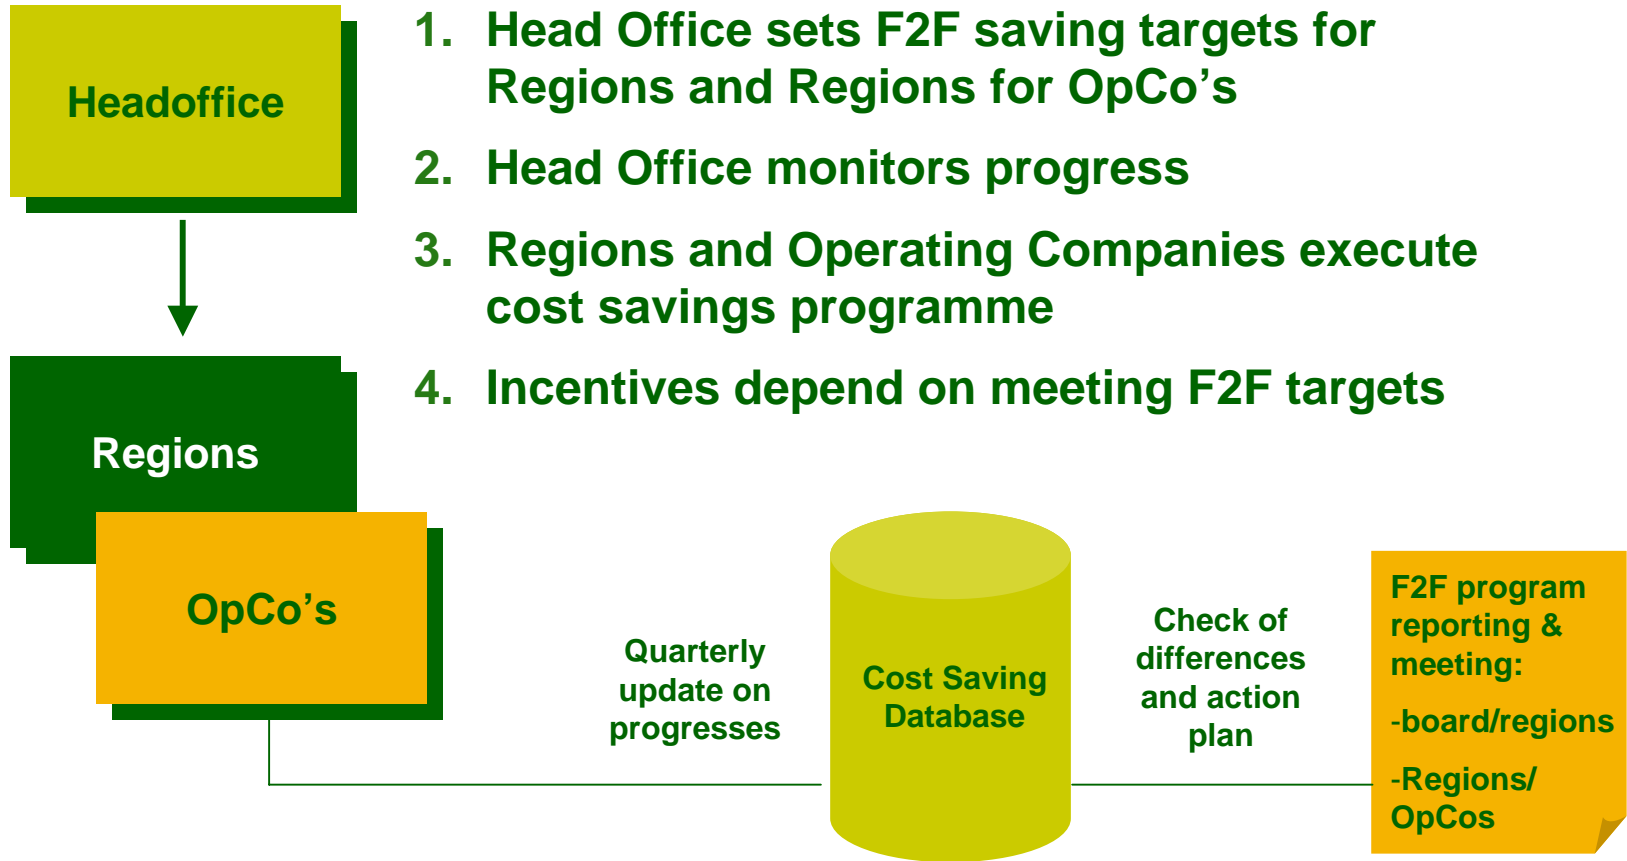 Headoffice
1. Head Office sets F2F saving targets for
Regions and Regions for OpCo’s
2. Head Office monitors progress
3. Regions and Operating Companies execute
cost savings programme
4. Incentives depend on meeting F2F targets
Regions
OpCo’s
Quarterly
update on
progresses
Cost Saving
Database
Check of
differences
and action
plan
F2F program
reporting &
meeting:
-board/regions
-Regions/
OpCos